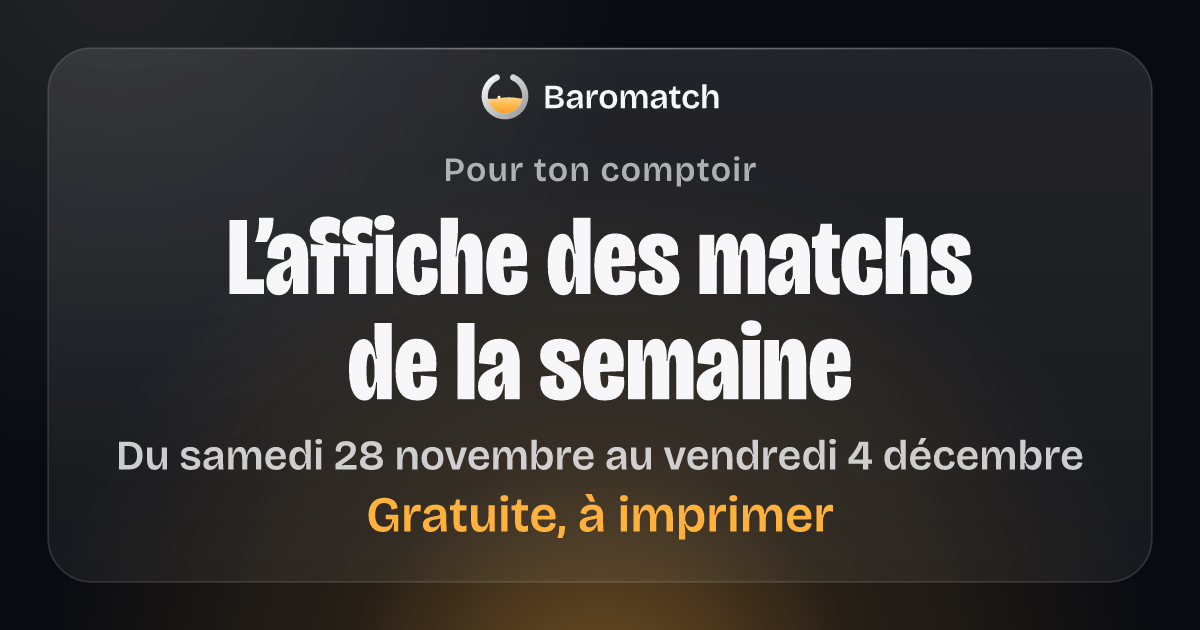 Baromatch
Pour ton comptoir
L’affiche des matchs
de la semaine
Du samedi 28 novembre au vendredi 4 décembre
Gratuite, à imprimer